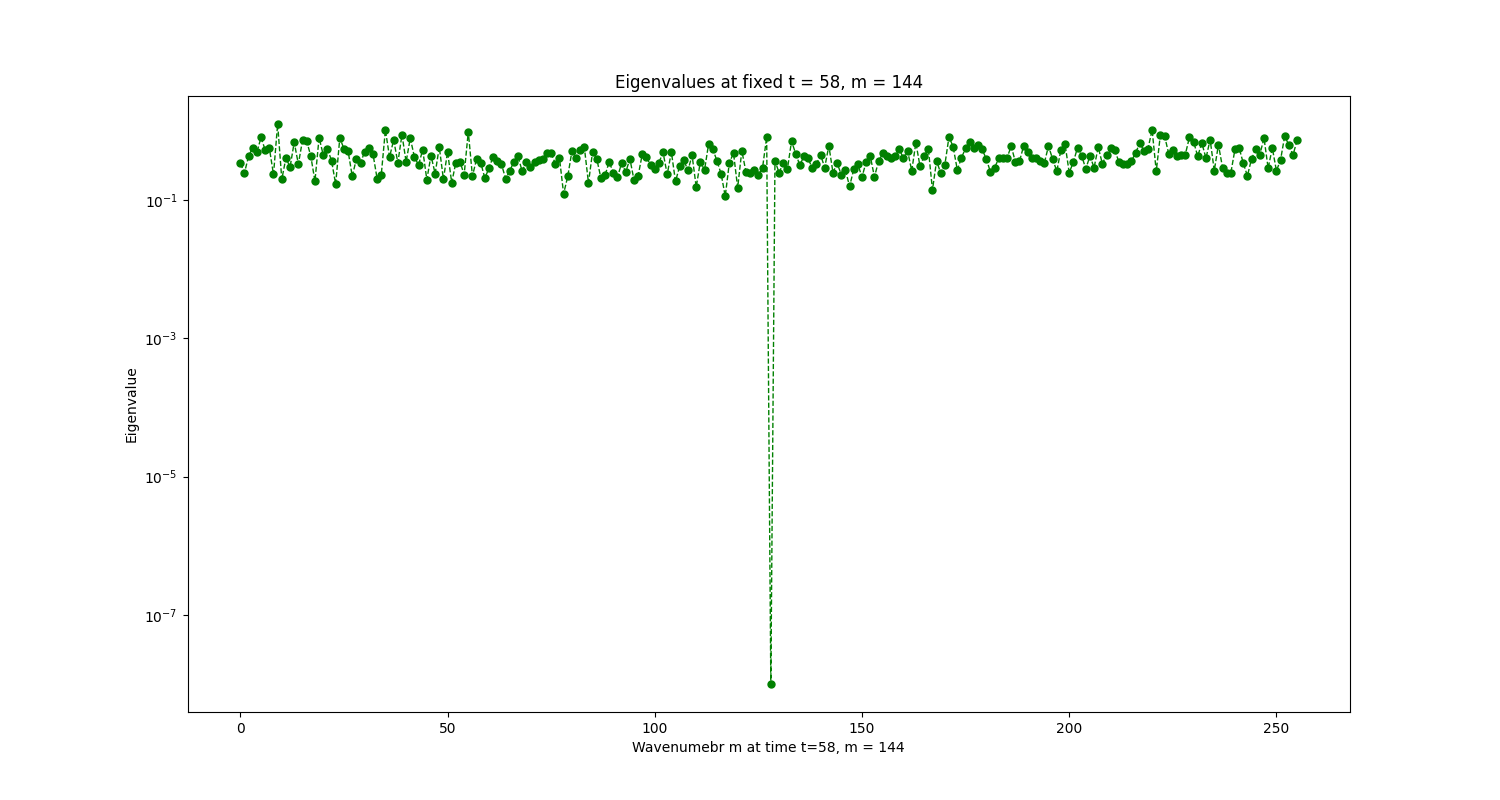 Eigenvalues at fixed t = 58, m = 144
10⁻¹
10⁻³
10⁻⁵
10⁻⁷
Eigenvalue
0 50 100 150 200 250
Wavenumebr m at time t=58, m = 144